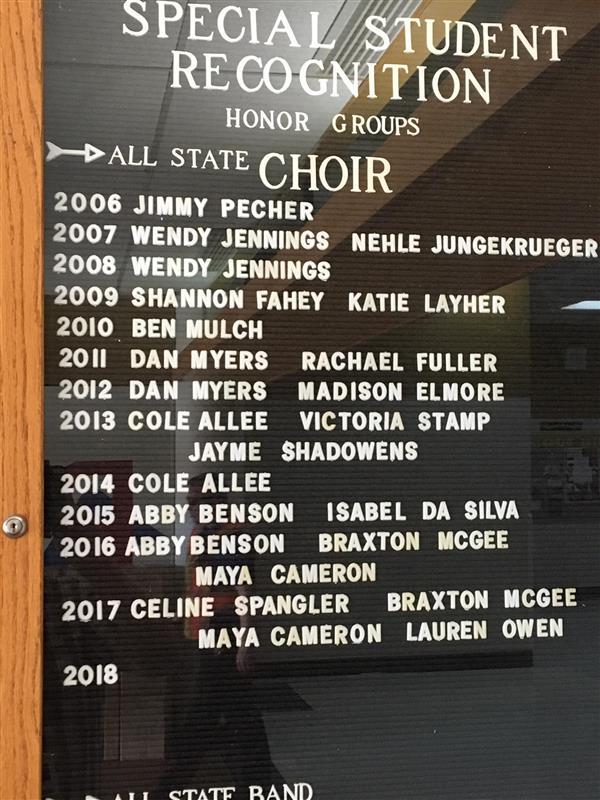 SPECIAL STUDENT
RECOGNITION
HONOR GROUPS
ALL STATE CHOIR
2006 JIMMY PECHER
2007 WENDY JENNINGS NEHLE JUNGEKRUEGER
2008 WENDY JENNINGS
2009 SHANNON FAHEY KATIE LAYHER
2010 BEN MULCH
2011 DAN MYERS RACHAEL FULLER
2012 DAN MYERS MADISON ELMORE
2013 COLE ALLEE VICTORIA STAMP
JAYME SHADOWENS
2014 COLE ALLEE
2015 ABBY BENSON ISABEL DA SILVA
2016 ABBY BENSON BRAXTON MCGEE
MAYA CAMERON
2017 CELINE SPANGLER BRAXTON MCGEE
MAYA CAMERON LAUREN OWEN
2018
ALL STATE BAND